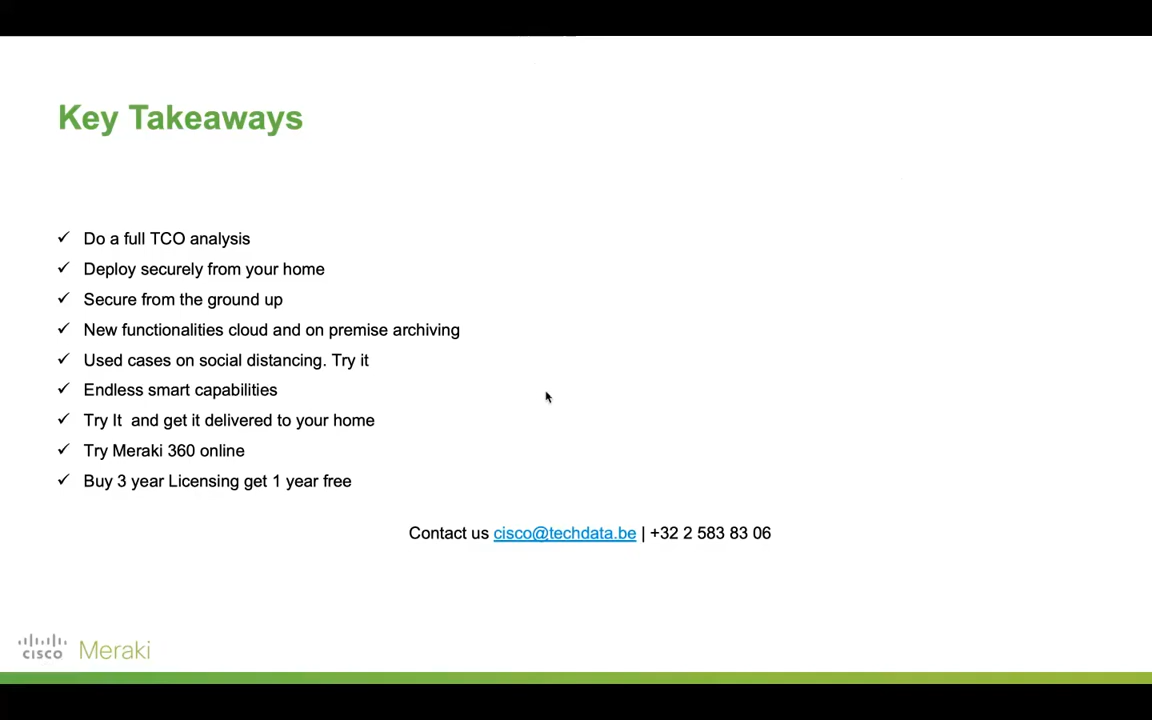 Key Takeaways
✓ Do a full TCO analysis
✓ Deploy securely from your home
✓ Secure from the ground up
✓ New functionalities cloud and on premise archiving
✓ Used cases on social distancing. Try it
✓ Endless smart capabilities
✓ Try It  and get it delivered to your home
✓ Try Meraki 360 online
✓ Buy 3 year Licensing get 1 year free
Contact us cisco@techdata.be | +32 2 583 83 06
CISCO Meraki